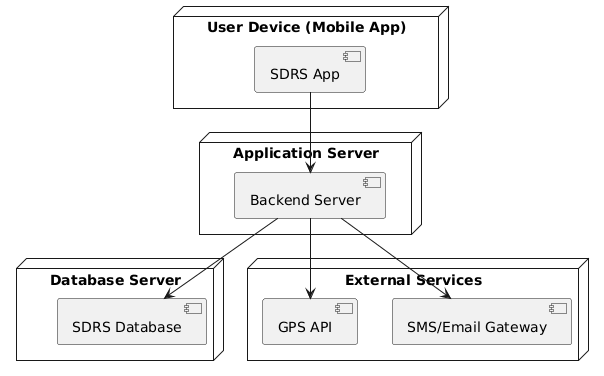 User Device (Mobile App)
SDRS App
Application Server
Backend Server
Database Server
External Services
SDRS Database
GPS API
SMS/Email Gateway